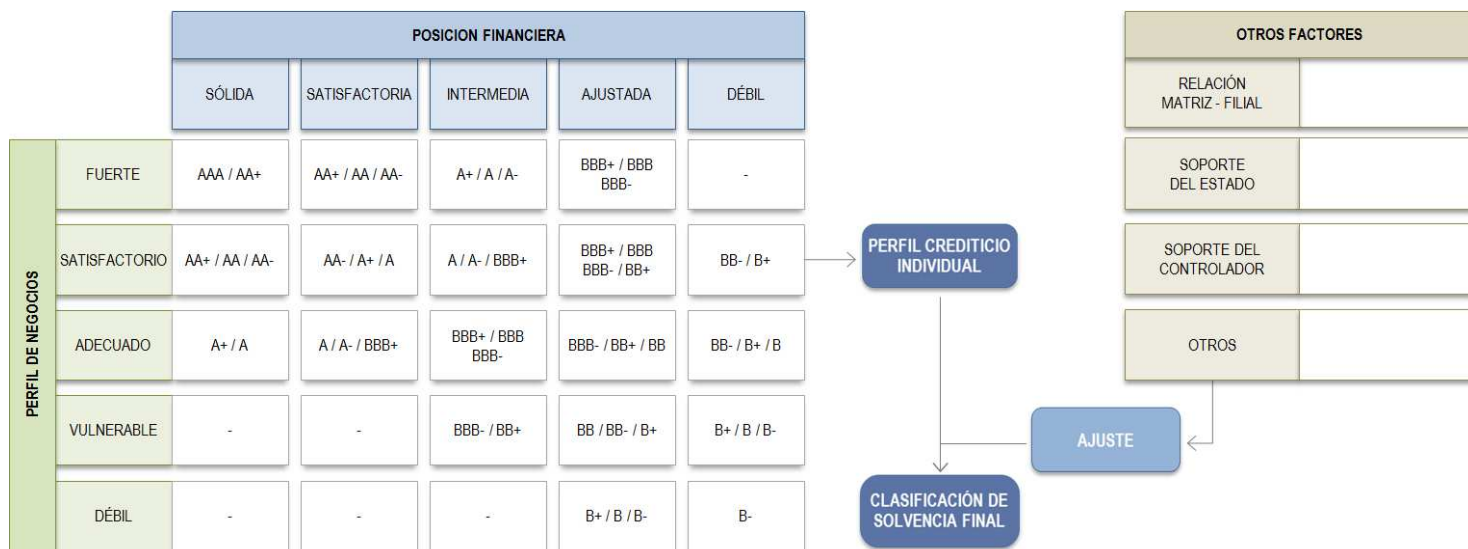 POSICION FINANCIERA
SÓLIDA
SATISFACTORIA
INTERMEDIA
AJUSTADA
DÉBIL
PERFIL DE NEGOCIOS
FUERTE
AAA / AA+
AA+ / AA / AA-
A+ / A / A-
BBB+ / BBB
BBB-
-
SATISFACTORIO
AA+ / AA / AA-
AA- / A+ / A
A / A- / BBB+
BBB+ / BBB
BBB- / BB+
BB- / B+
ADECUADO
A+ / A
A / A- / BBB+
BBB+ / BBB
BBB-
BBB- / BB+ / BB
BB- / B+ / B
VULNERABLE
-
-
BBB- / BB+
BB / BB- / B+
B+ / B / B-
DÉBIL
-
-
-
B+ / B / B-
B-
PERFIL CREDITICIO
INDIVIDUAL
CLASIFICACIÓN DE
SOLVENCIA FINAL
AJUSTE
OTROS FACTORES
RELACIÓN
MATRIZ - FILIAL
SOPORTE
DEL ESTADO
SOPORTE DEL
CONTROLADOR
OTROS